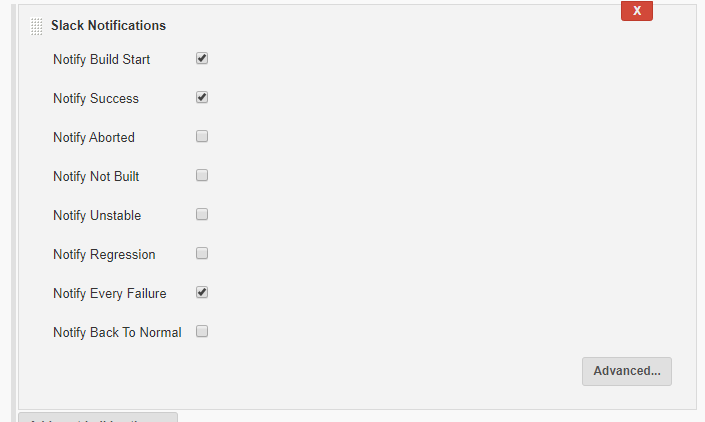 X
Slack Notifications
Notify Build Start
Notify Success
Notify Aborted
Notify Not Built
Notify Unstable
Notify Regression
Notify Every Failure
Notify Back To Normal
Advanced...